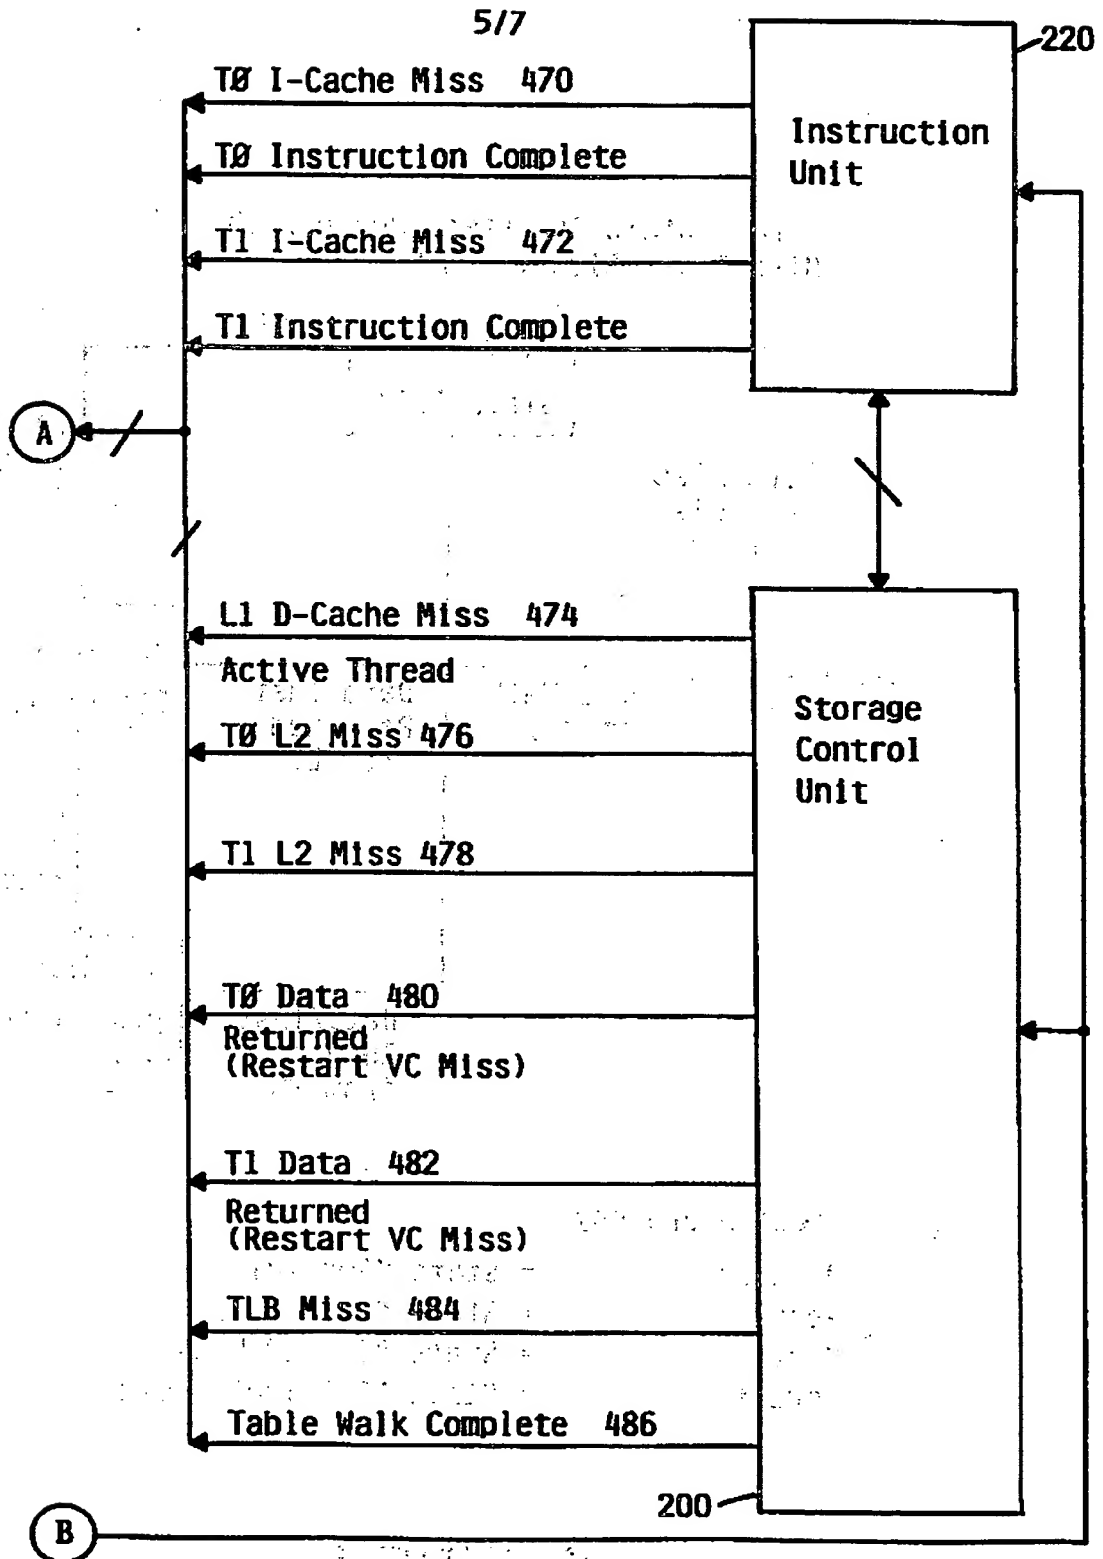 5/7
220
TØ I-Cache Miss 470
Instruction
Unit
TØ Instruction Complete
T1 I-Cache Miss 472
T1 Instruction Complete
A
L1 D-Cache Miss 474
Active Thread
Storage
Control
Unit
TØ L2 Miss 476
T1 L2 Miss 478
TØ Data 480
Returned
(Restart VC Miss)
T1 Data 482
Returned
(Restart VC Miss)
TLB Miss 484
Table Walk Complete 486
200
B